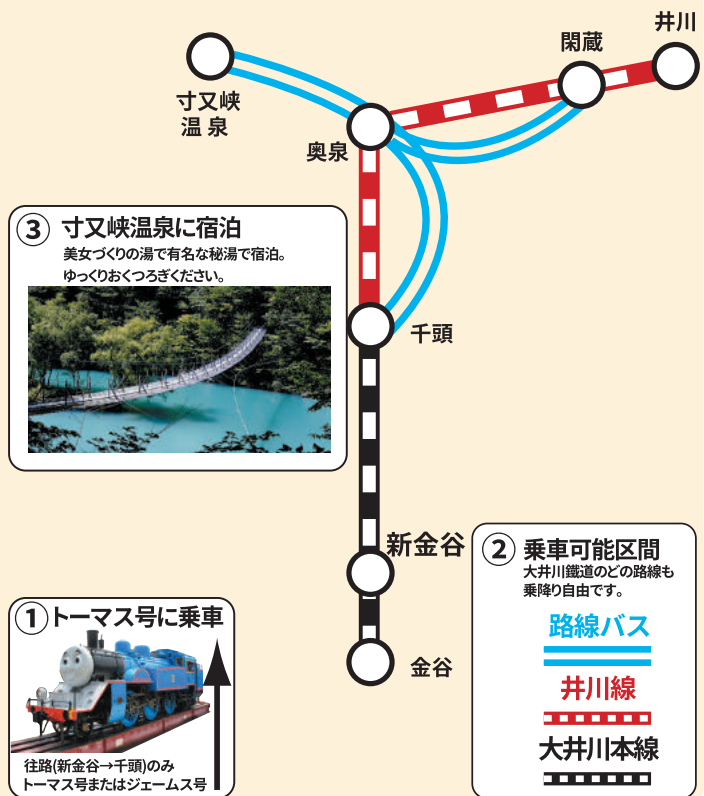 井川
閑蔵
寸又峡
温 泉
奥泉
③ 寸又峡温泉に宿泊
美女づくりの湯で有名な秘湯で宿泊。
ゆっくりおくつろぎください。
千頭
新金谷
② 乗車可能区間
大井川鐵道のどの路線も
乗降り自由です。
路線バス
井川線
大井川本線
① トーマス号に乗車
往路(新金谷→千頭)のみ
トーマス号またはジェームス号
金谷